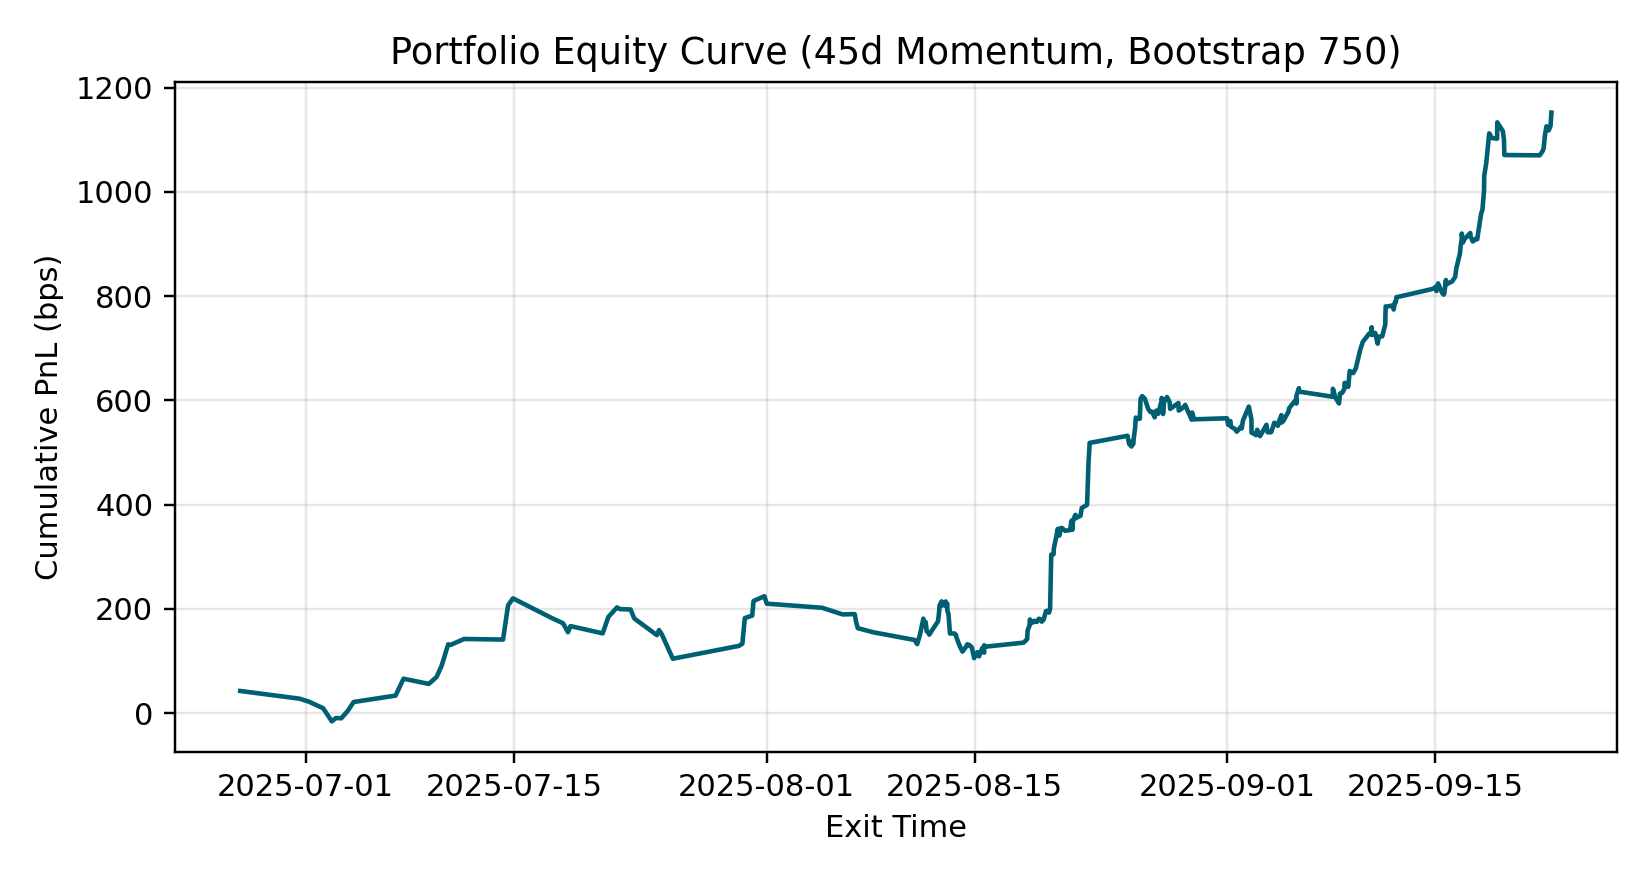 Portfolio Equity Curve (45d Momentum, Bootstrap 750)
Cumulative PnL (bps)
1200
1000
800
600
400
200
0
2025-07-01 2025-07-15 2025-08-01 2025-08-15 2025-09-01 2025-09-15
Exit Time